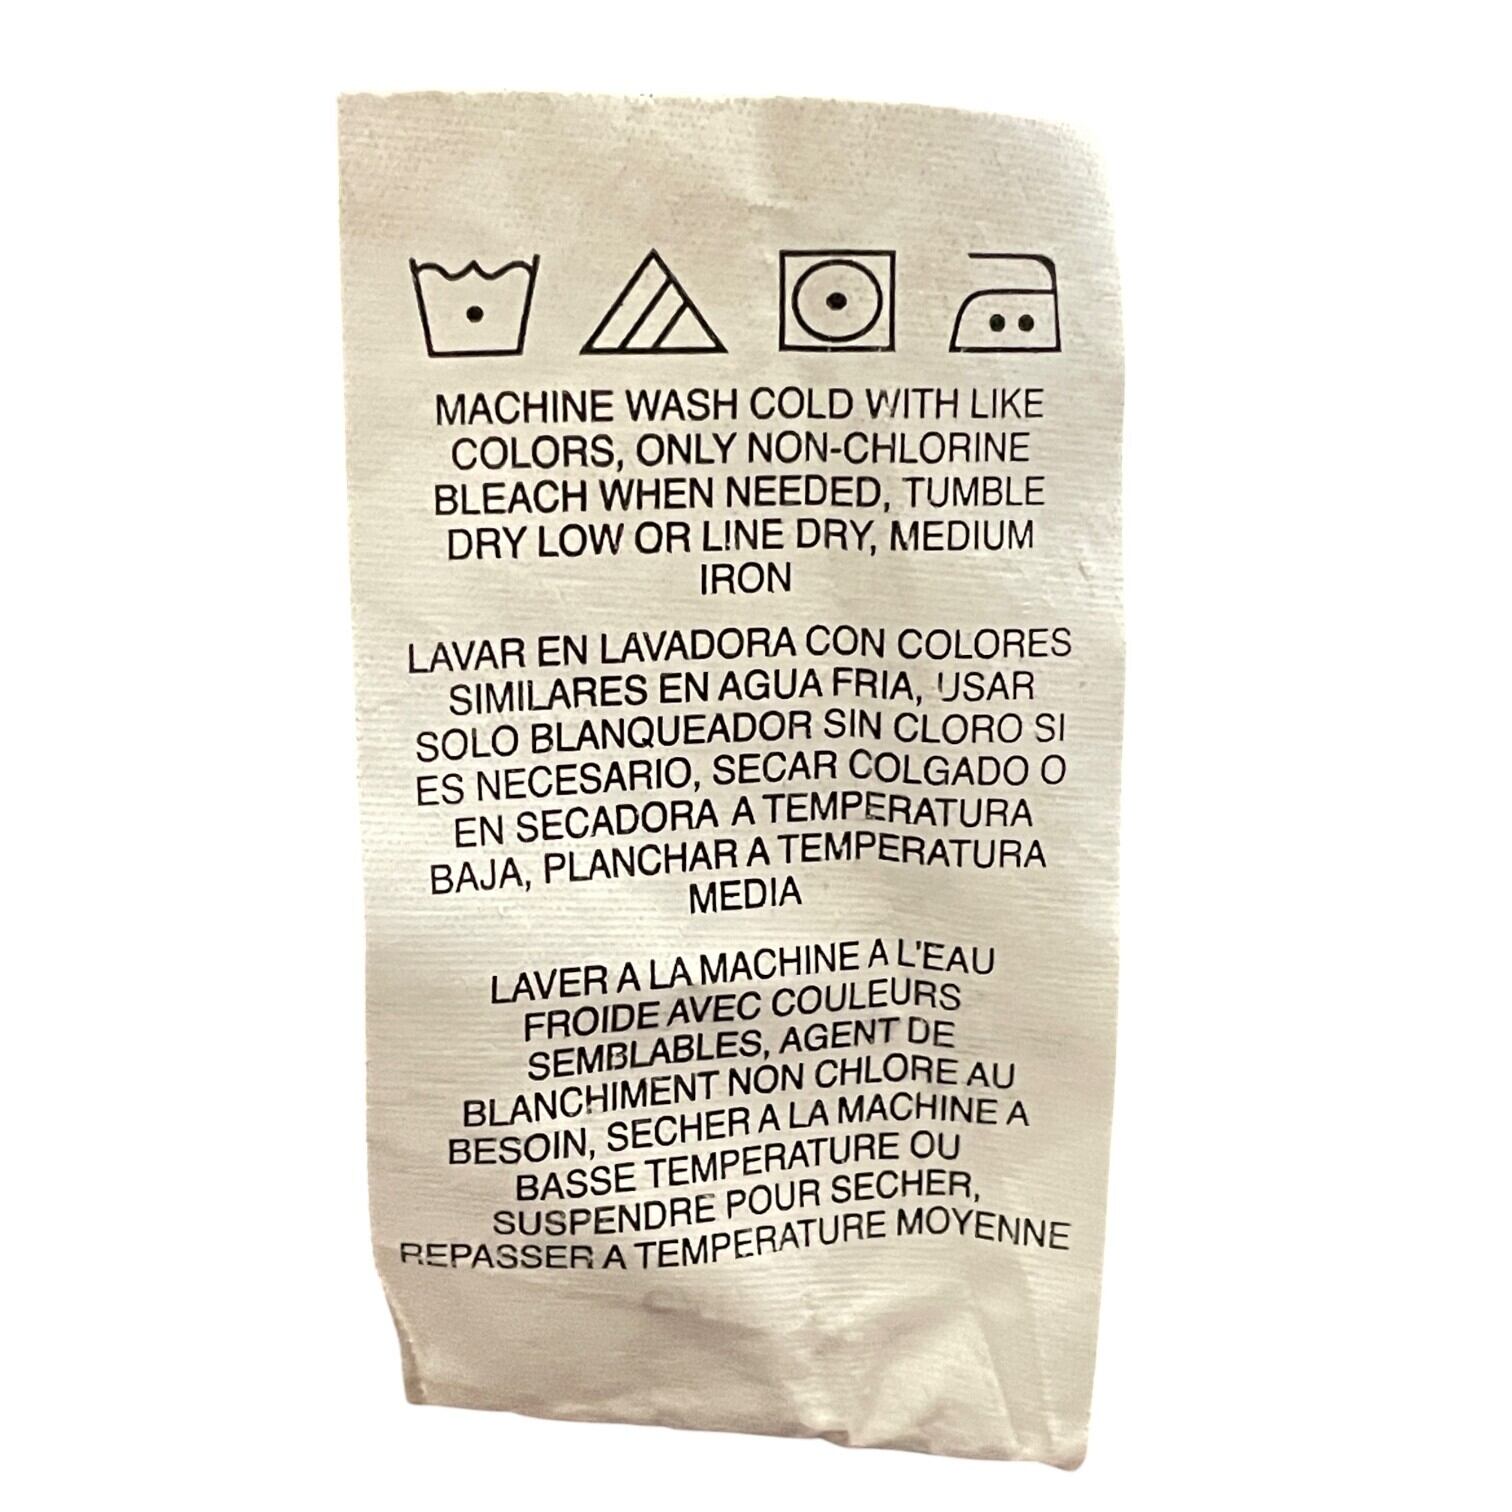 MACHINE WASH COLD WITH LIKE
COLORS, ONLY NON-CHLORINE
BLEACH WHEN NEEDED, TUMBLE
DRY LOW OR LINE DRY, MEDIUM
IRON
LAVAR EN LAVADORA CON COLORES
SIMILARES EN AGUA FRIA, USAR
SOLO BLANQUEADOR SIN CLORO SI
ES NECESARIO, SECAR COLGADO O
EN SECADORA A TEMPERATURA
BAJA, PLANCHAR A TEMPERATURA
MEDIA
LAVER A LA MACHINE A L'EAU
FROIDE AVEC COULEURS
SEMBLABLES, AGENT DE
BLANCHIMENT NON CHLORE AU
BESOIN, SECHER A LA MACHINE A
BASSE TEMPERATURE OU
SUSPENDRE POUR SECHER,
REPASSER A TEMPERATURE MOYENNE